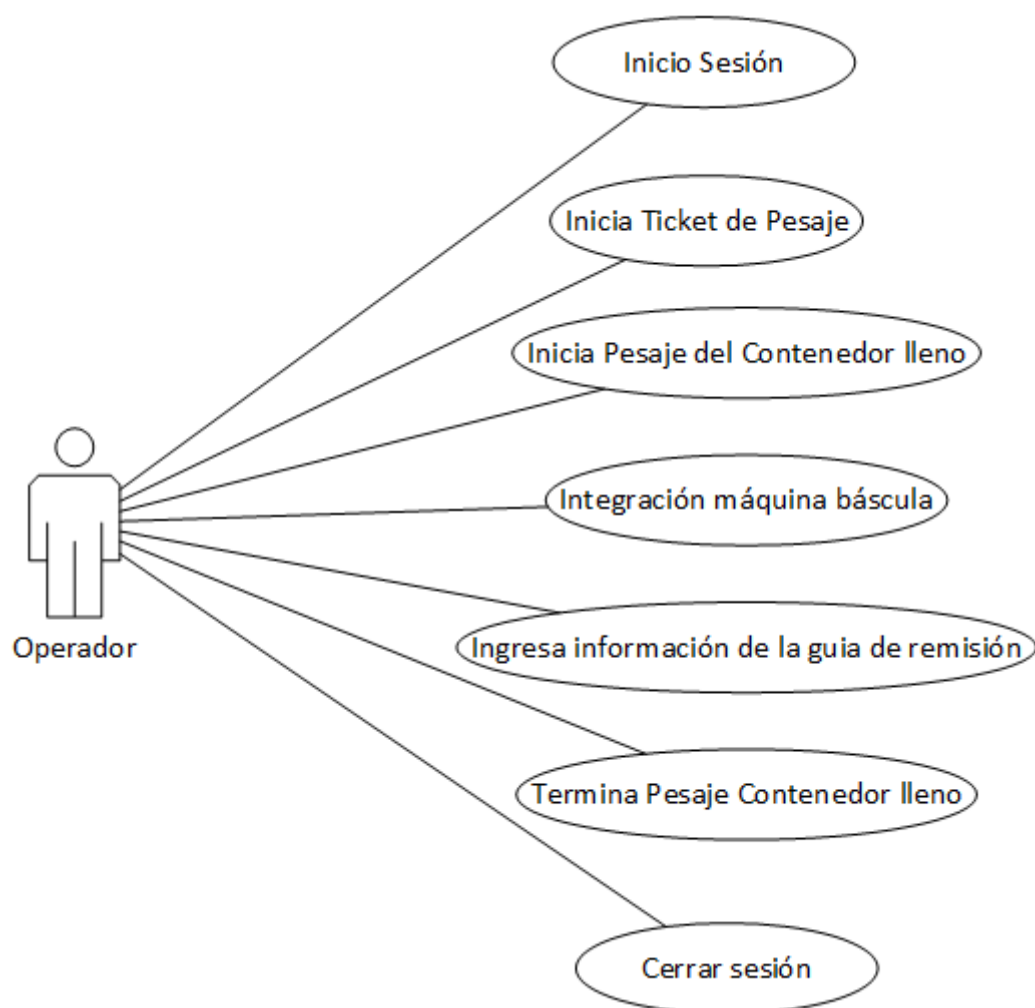 Inicio Sesión
Inicia Ticket de Pesaje
Inicia Pesaje del Contenedor lleno
Integración máquina báscula
Operador
Ingresa información de la guia de remisión
Termina Pesaje Contenedor lleno
Cerrar sesión